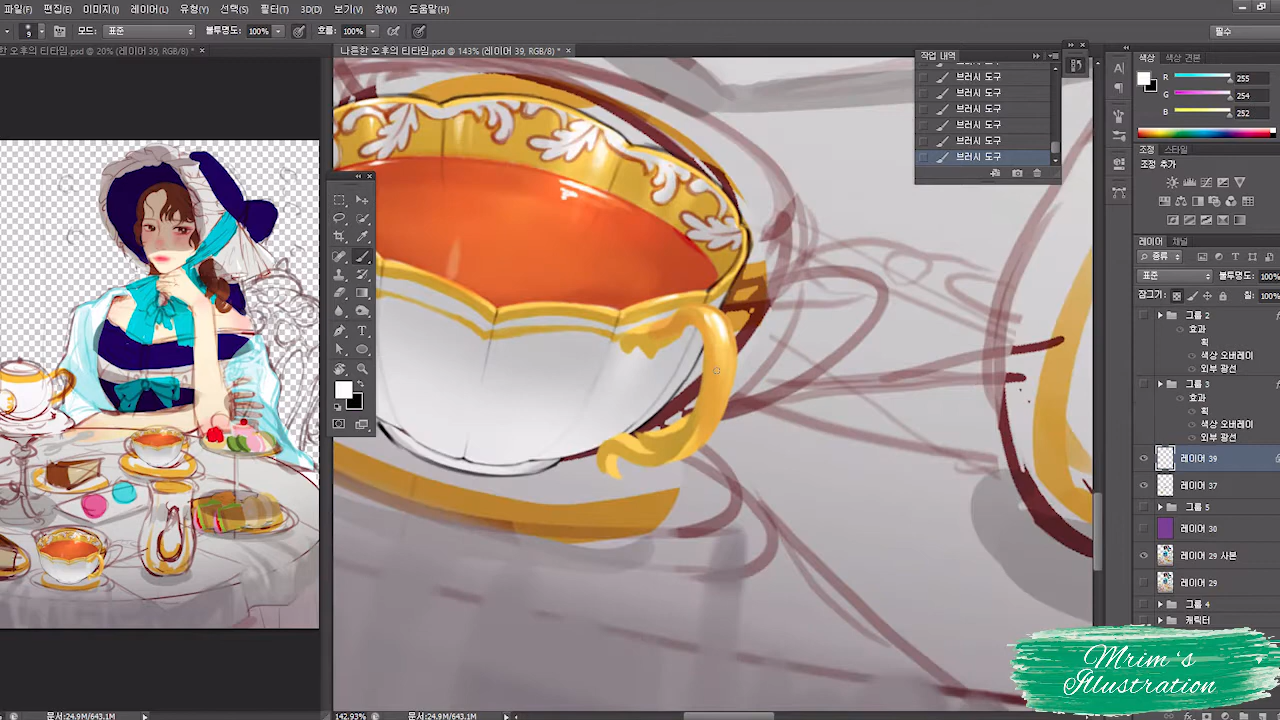 파일(F) 편집(E) 이미지(I) 레이어(L) 유형(Y) 선택(S) 필터(T) 3D(D) 보기(V) 창(W) 도움말(H)
9 모드: 표준 불투명도: 100% 흐름: 100% 필수
한 오후의 티타임.psd @ 20% (레이어 39, RGB/8) *
나른한 오후의 티타임.psd @ 143% (레이어 39, RGB/8) *
작업 내역
브러시 도구
브러시 도구
브러시 도구
브러시 도구
브러시 도구
브러시 도구
색상 색상 견본
R 255
G 254
B 252
조정 스타일
조정 추가
레이어 채널
종류
표준 불투명도: 100%
잠그기: 칠: 100%
그룹 2
효과
획
색상 오버레이
외부 광선
그룹 3
효과
획
색상 오버레이
외부 광선
레이어 39
레이어 37
그룹 5
레이어 30
레이어 29 사본
레이어 29
그룹 4
캐릭터
Mrim's
Illustration
문서:24.9M/643.1M
142.93% 문서:24.9M/643.1M